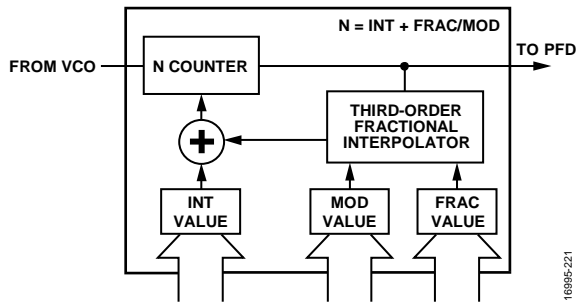 N = INT + FRAC/MOD
TO PFD
FROM VCO
N COUNTER
THIRD-ORDER
FRACTIONAL
INTERPOLATOR
+
INT
VALUE
MOD
VALUE
FRAC
VALUE
16995-221